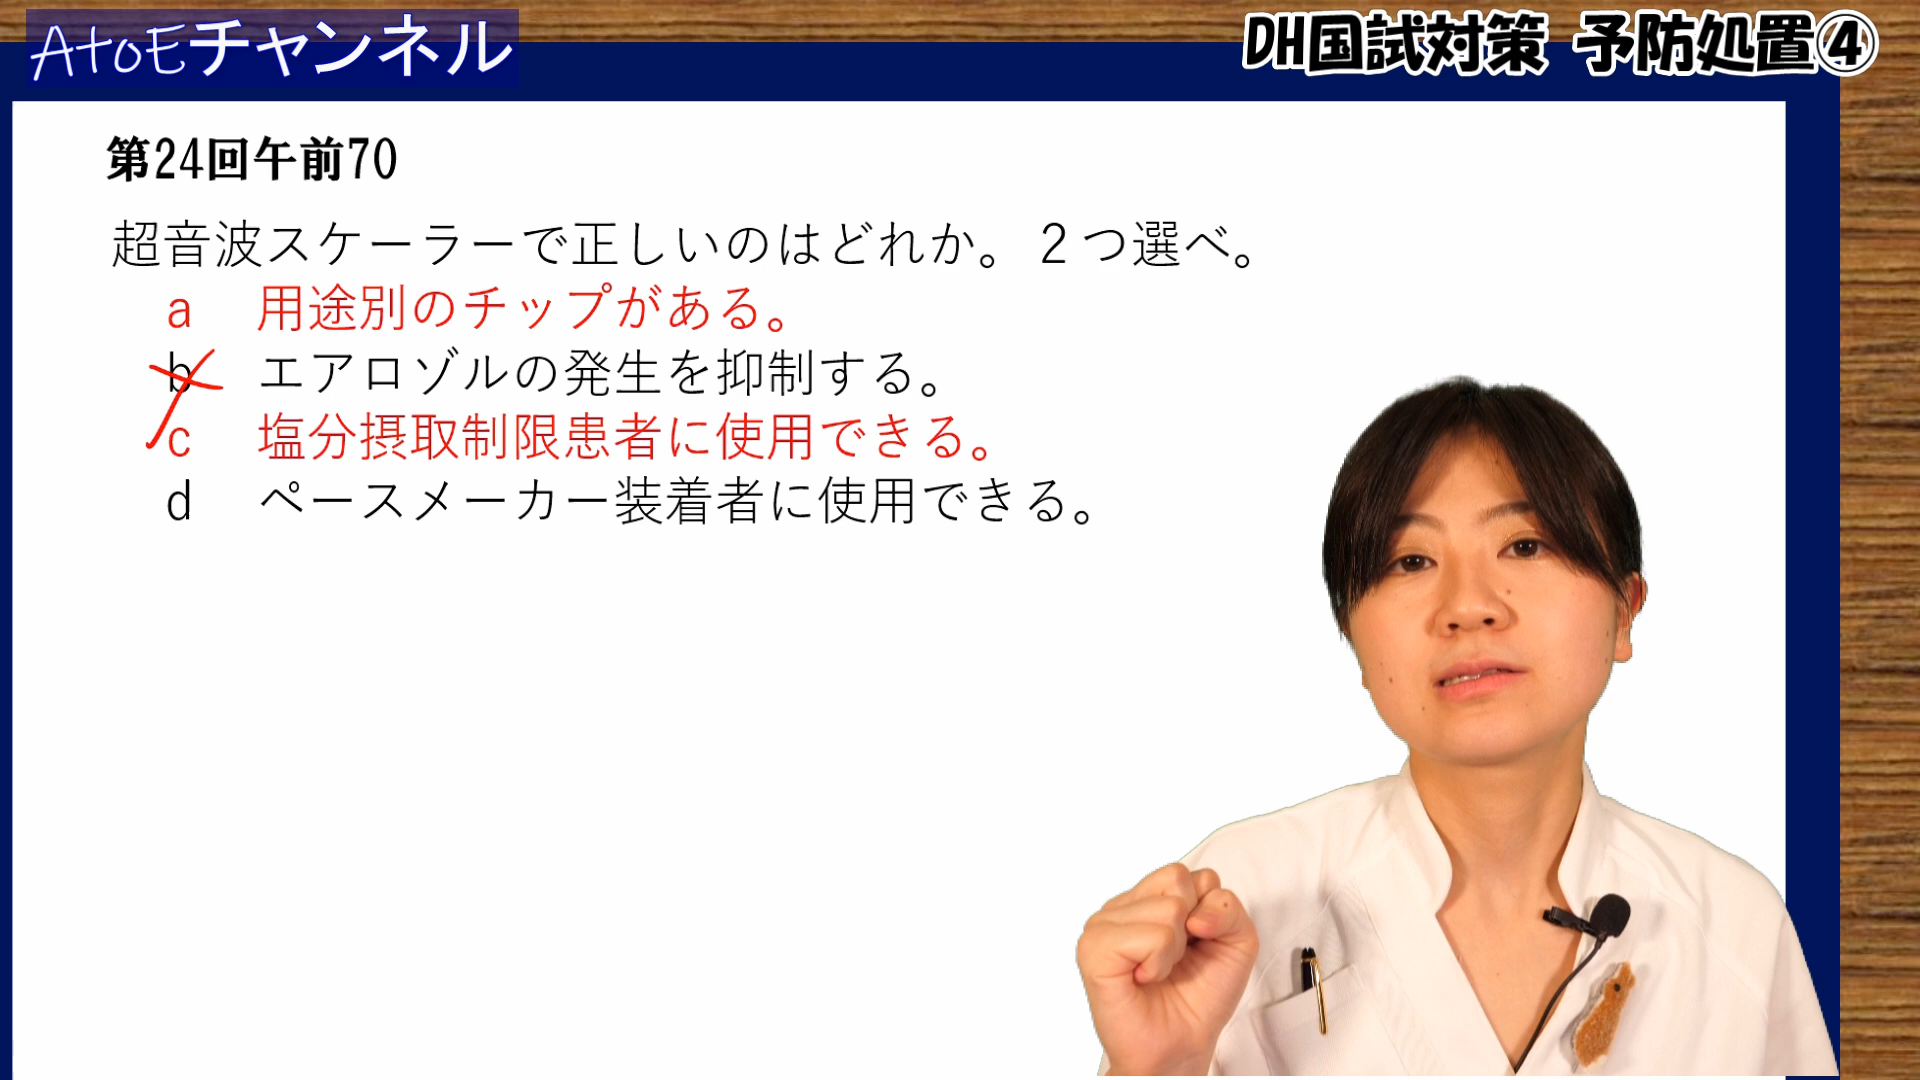 AtoEチャンネル
DH国試対策 予防処置④
第24回午前70
超音波スケーラーで正しいのはどれか。２つ選べ。
a 用途別のチップがある。
b エアロゾルの発生を抑制する。
c 塩分摂取制限患者に使用できる。
d ペースメーカー装着者に使用できる。